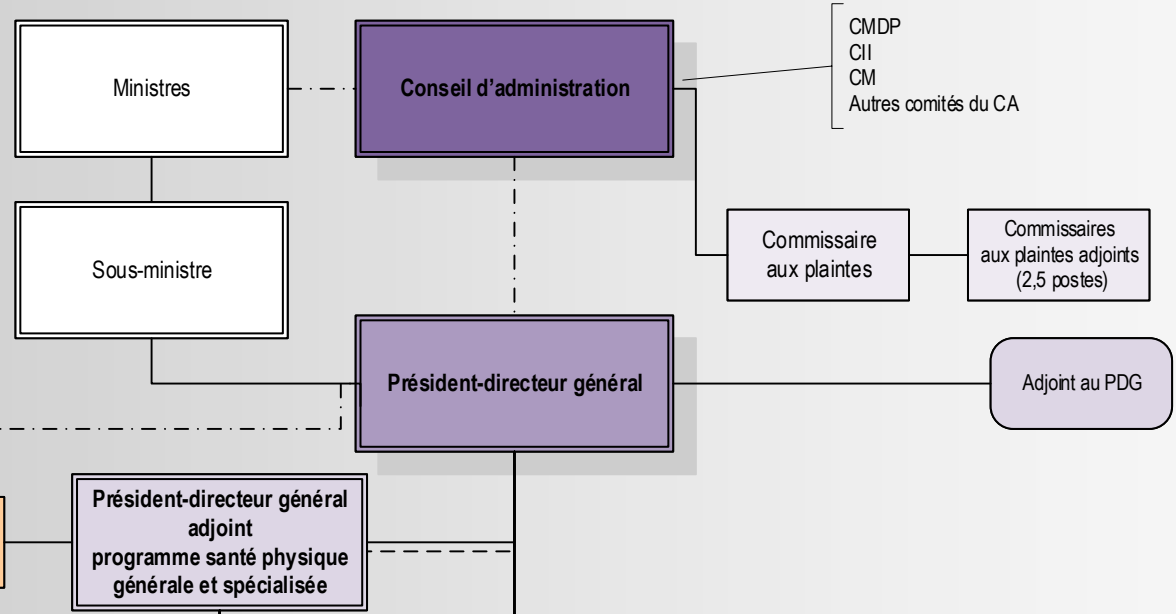 Ministres
Conseil d’administration
CMDP
CII
CM
Autres comités du CA
Sous-ministre
Commissaire
aux plaintes
Commissaires
aux plaintes adjoints
(2,5 postes)
Président-directeur général
Adjoint au PDG
Président-directeur général
adjoint
programme santé physique
générale et spécialisée